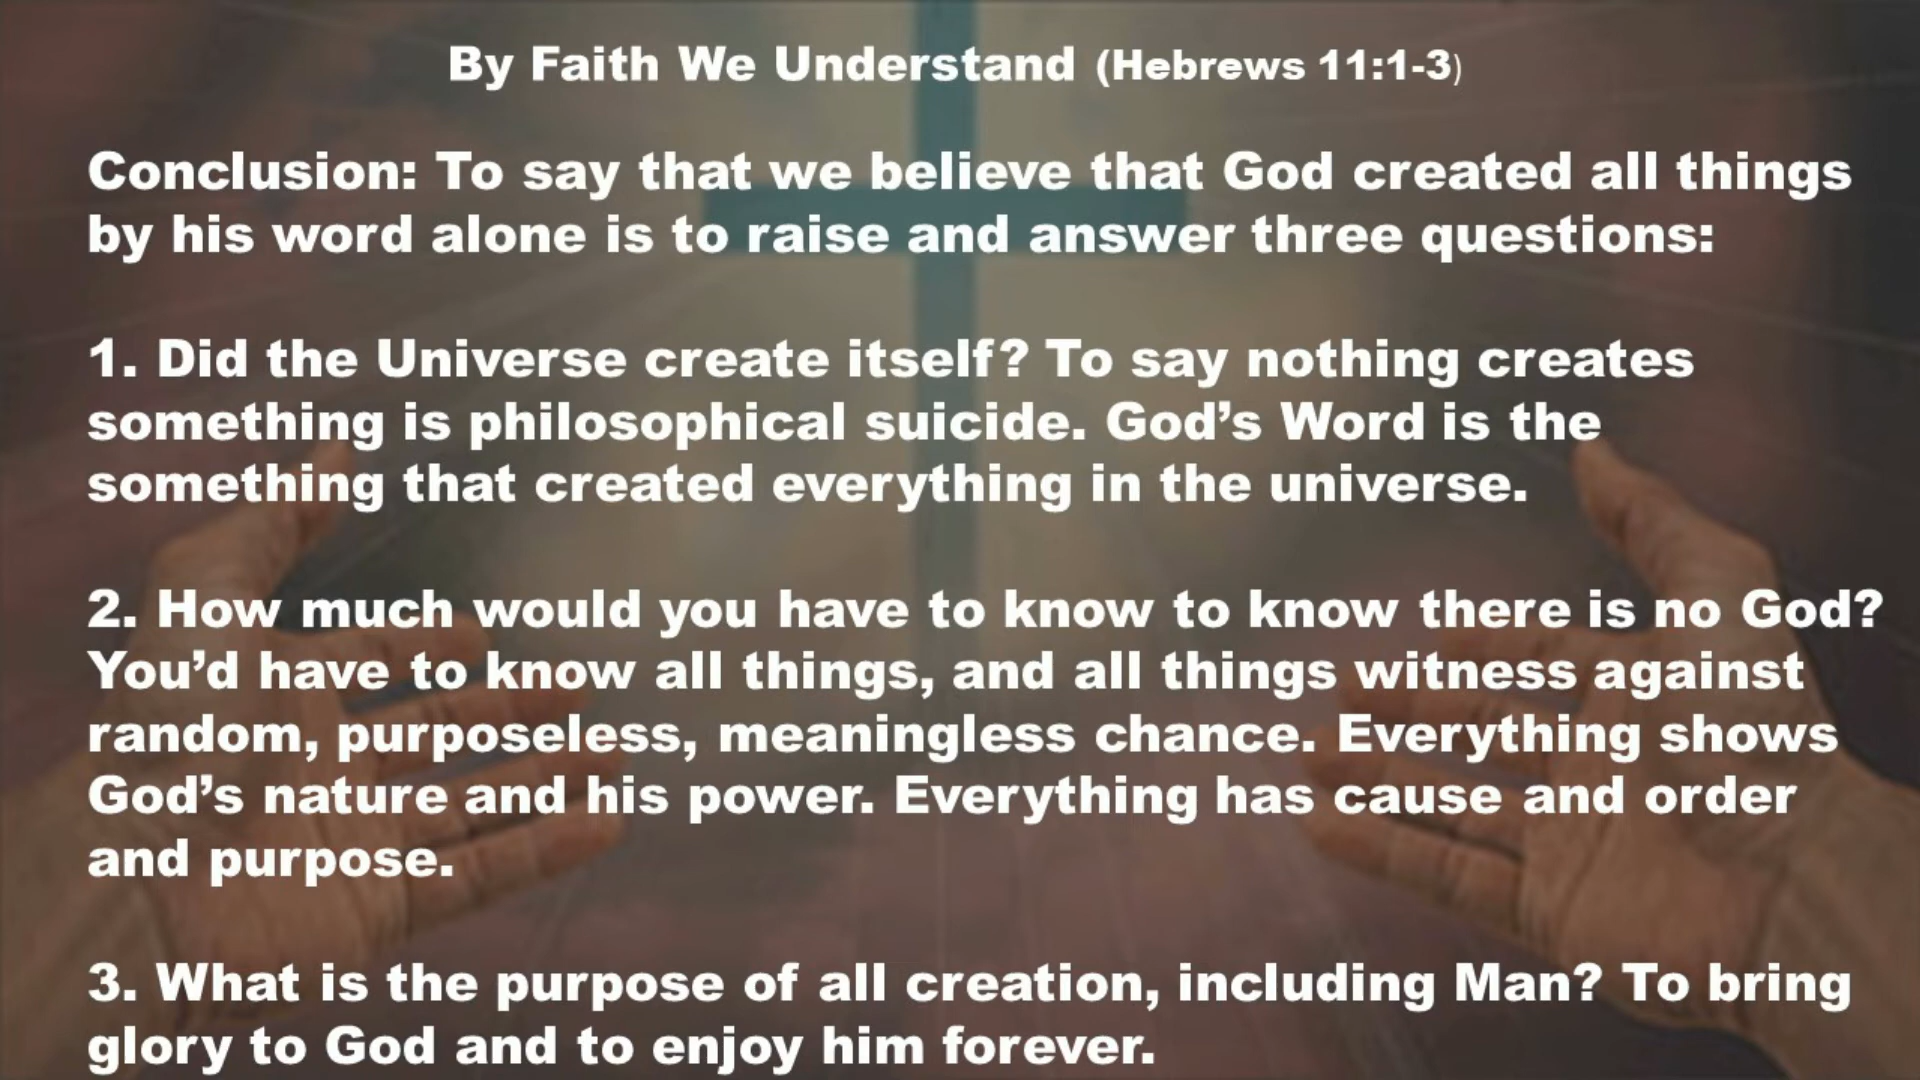 By Faith We Understand (Hebrews 11:1-3)
Conclusion: To say that we believe that God created all things
by his word alone is to raise and answer three questions:
1. Did the Universe create itself? To say nothing creates
something is philosophical suicide. God’s Word is the
something that created everything in the universe.
2. How much would you have to know to know there is no God?
You’d have to know all things, and all things witness against
random, purposeless, meaningless chance. Everything shows
God’s nature and his power. Everything has cause and order
and purpose.
3. What is the purpose of all creation, including Man? To bring
glory to God and to enjoy him forever.